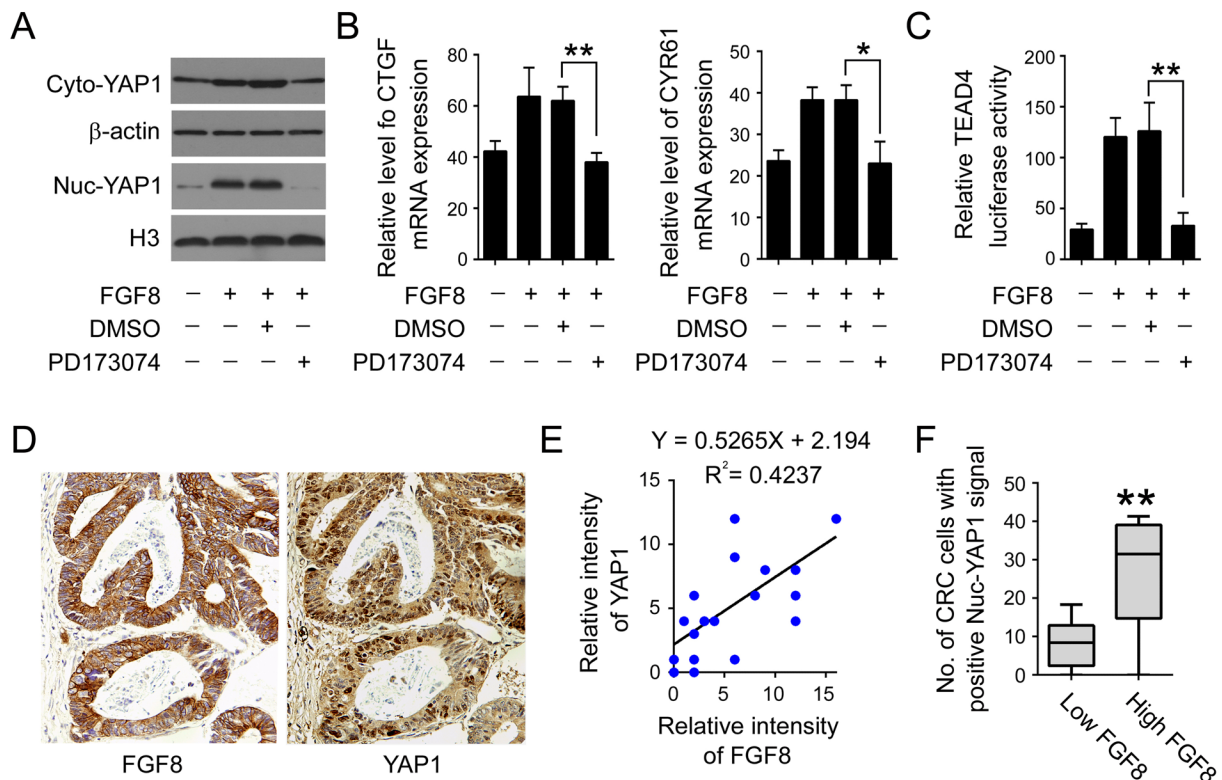 A
Cyto-YAP1
β-actin
Nuc-YAP1
H3
FGF8 – + + +
DMSO – – + –
PD173074 – – – +
B
Relative level fo CTGF
mRNA expression
80
60
40
20
0
**
FGF8 – + + +
DMSO – – + –
PD173074 – – – +
Relative level of CYR61
mRNA expression
50
40
30
20
10
0
*
FGF8 – + + +
DMSO – – + –
PD173074 – – – +
C
Relative TEAD4
luciferase activity
200
150
100
50
0
**
FGF8 – + + +
DMSO – – + –
PD173074 – – – +
D
FGF8
YAP1
E
Y = 0.5265X + 2.194
R² = 0.4237
Relative intensity
of YAP1
15
10
5
0
0 5 10 15
Relative intensity
of FGF8
F
No. of CRC cells with
positive Nuc-YAP1 signal
50
40
30
20
10
0
**
Low FGF8
High FGF8